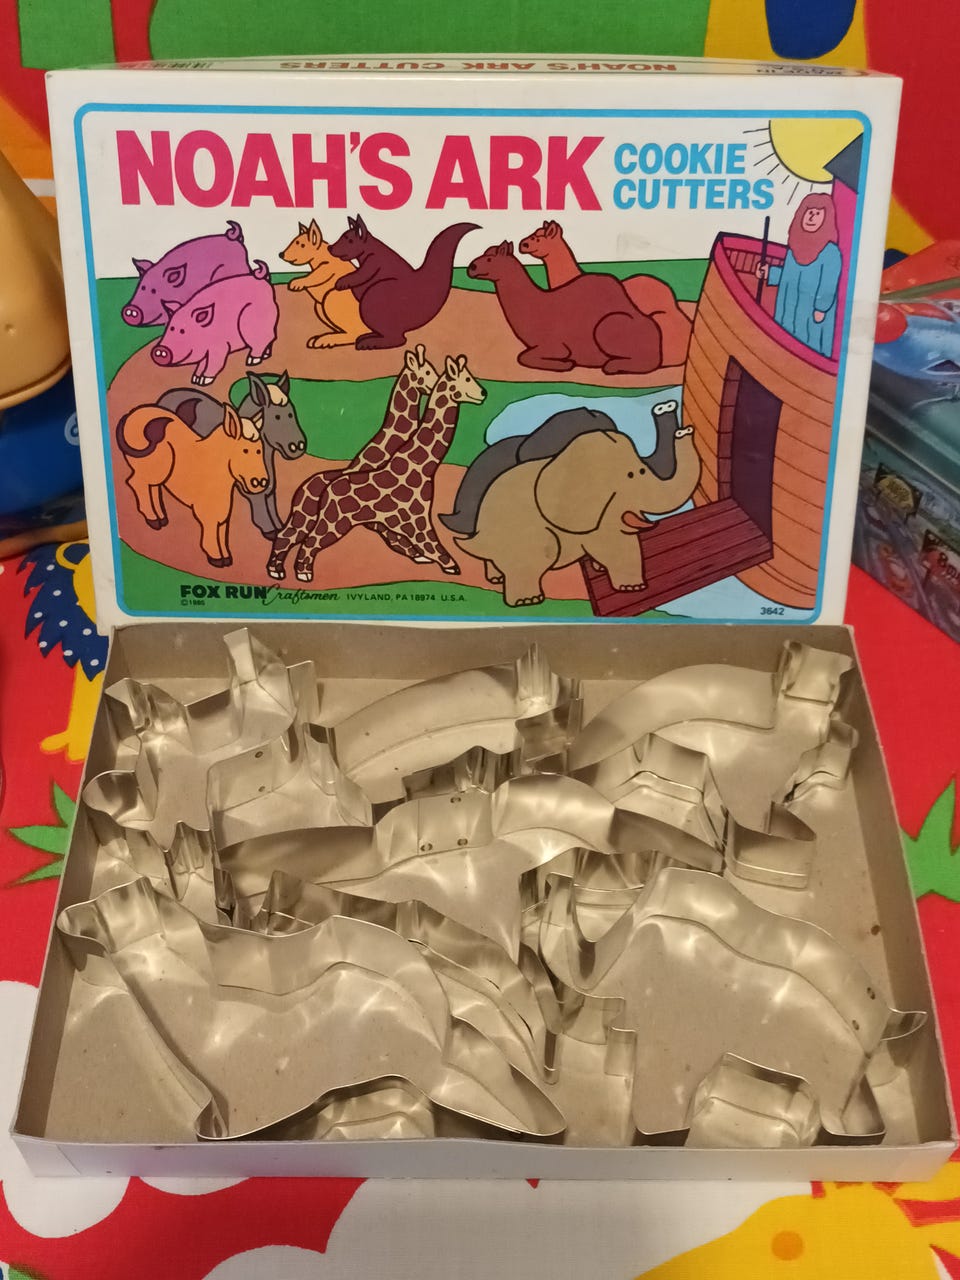 NOAH'S ARK CUTTERS
NOAH'S ARK
COOKIE
CUTTERS
FOX RUN Craftsmen IVYLAND, PA 18974 U.S.A.
©1985
3642